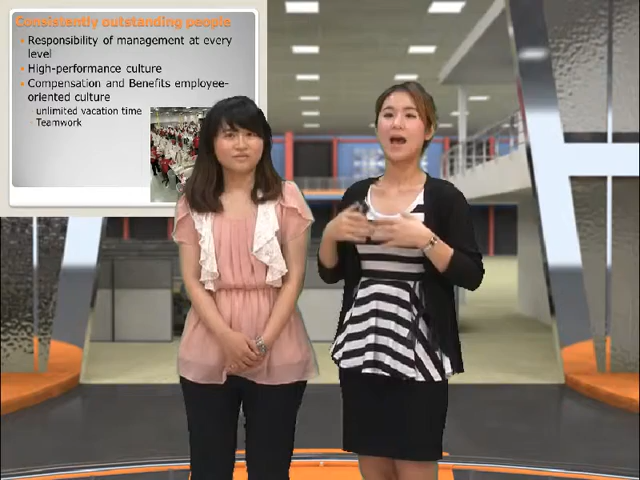 Consistently outstanding people
Responsibility of management at every
level
High-performance culture
Compensation and Benefits employee-
oriented culture
unlimited vacation time
Teamwork